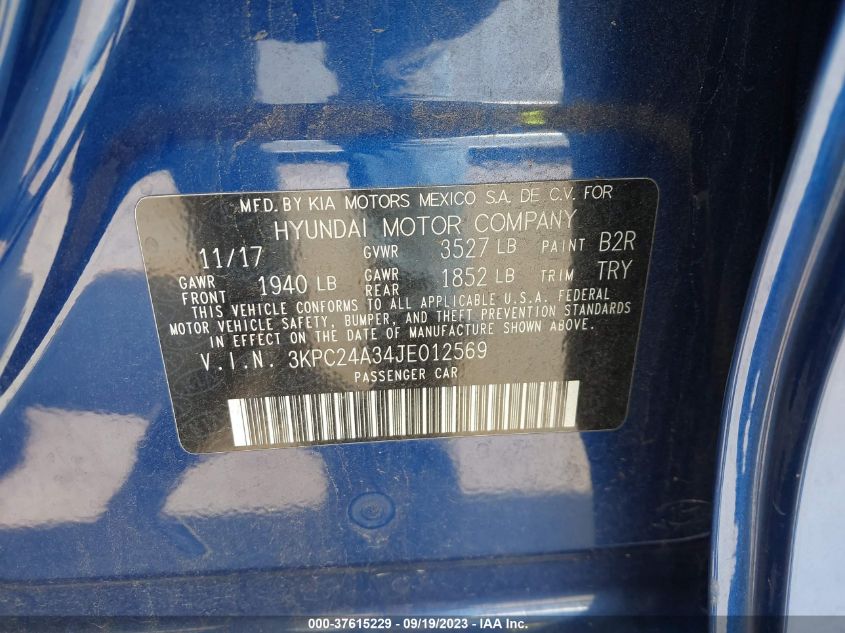 MFD. BY KIA MOTORS MEXICO S.A. DE C.V. FOR
HYUNDAI MOTOR COMPANY
11/17 GVWR 3527 LB PAINT B2R
GAWR FRONT 1940 LB GAWR REAR 1852 LB TRIM TRY
THIS VEHICLE CONFORMS TO ALL APPLICABLE U.S.A. FEDERAL
MOTOR VEHICLE SAFETY, BUMPER, AND THEFT PREVENTION STANDARDS
IN EFFECT ON THE DATE OF MANUFACTURE SHOWN ABOVE.
V.I.N. 3KPC24A34JE012569
PASSENGER CAR
000-37615229 - 09/19/2023 - IAA Inc.